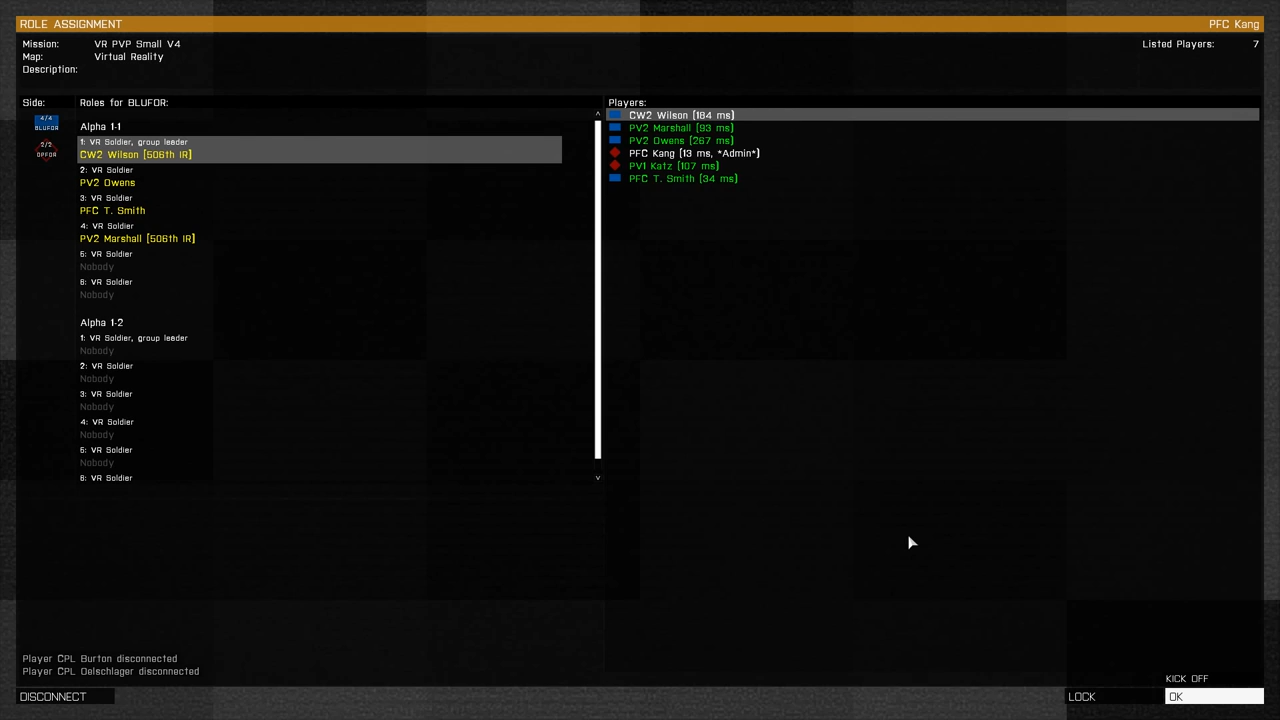 ROLE ASSIGNMENT PFC Kang
Mission: VR PVP Small V4
Map: Virtual Reality
Description:
Listed Players: 7
Side: Roles for BLUFOR:
4/4
BLUFOR
2/2
OPFOR
Alpha 1-1
1: VR Soldier, group leader
CW2 Wilson [506th IR]
2: VR Soldier
PV2 Owens
3: VR Soldier
PFC T. Smith
4: VR Soldier
PV2 Marshall [506th IR]
5: VR Soldier
Nobody
6: VR Soldier
Nobody
Alpha 1-2
1: VR Soldier, group leader
Nobody
2: VR Soldier
Nobody
3: VR Soldier
Nobody
4: VR Soldier
Nobody
5: VR Soldier
Nobody
6: VR Soldier
Players:
CW2 Wilson (184 ms)
PV2 Marshall (93 ms)
PV2 Owens (267 ms)
PFC Kang (13 ms, *Admin*)
PV1 Katz (107 ms)
PFC T. Smith (34 ms)
Player CPL Burton disconnected
Player CPL Oelschlager disconnected
KICK OFF
DISCONNECT LOCK OK